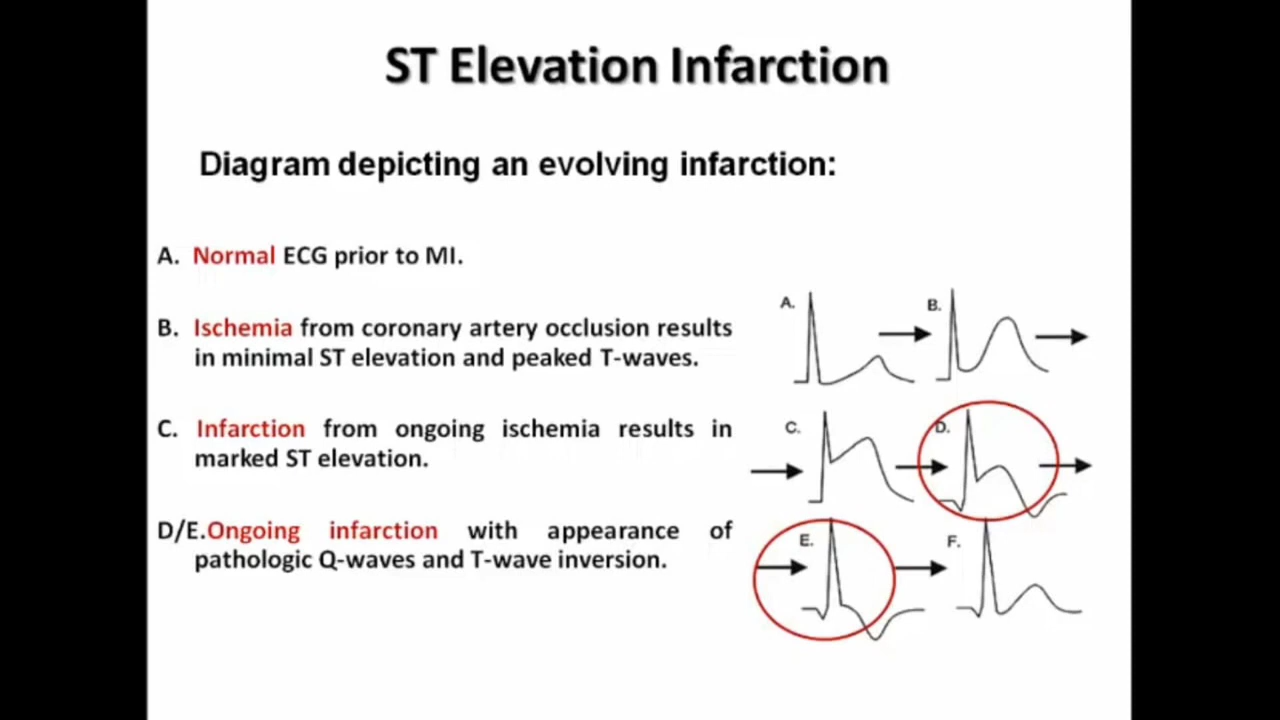 ST Elevation Infarction
Diagram depicting an evolving infarction:
A. Normal ECG prior to MI.
B. Ischemia from coronary artery occlusion results
in minimal ST elevation and peaked T-waves.
C. Infarction from ongoing ischemia results in
marked ST elevation.
D/E.Ongoing infarction with appearance of
pathologic Q-waves and T-wave inversion.
A.
B.
C.
D.
E.
F.